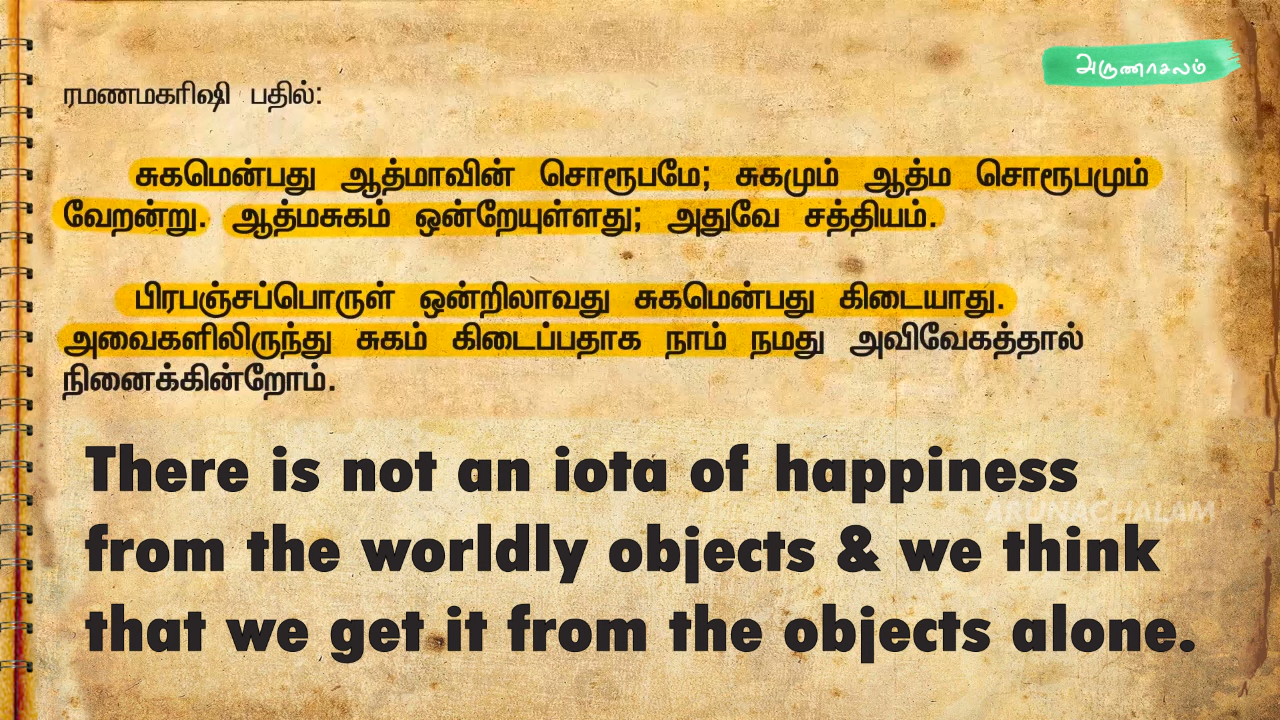 அருணாசலம்
ரமணமகரிஷி பதில்:
சுகமென்பது ஆத்மாவின் சொரூபமே; சுகமும் ஆத்ம சொரூபமும்
வேறன்று. ஆத்மசுகம் ஒன்றேயுள்ளது; அதுவே சத்தியம்.
பிரபஞ்சப்பொருள் ஒன்றிலாவது சுகமென்பது கிடையாது.
அவைகளிலிருந்து சுகம் கிடைப்பதாக நாம் நமது அவிவேகத்தால்
நினைக்கின்றோம்.
There is not an iota of happiness
ARUNACHALAM
from the worldly objects & we think
that we get it from the objects alone.